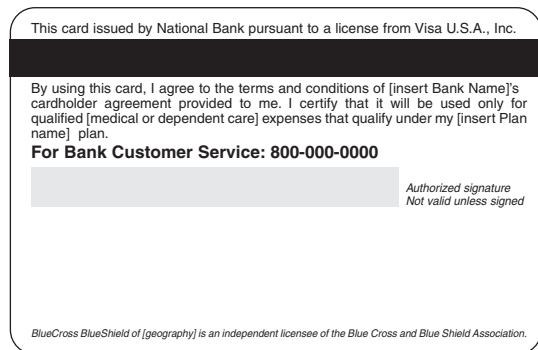 This card issued by National Bank pursuant to a license from Visa U.S.A., Inc.
By using this card, I agree to the terms and conditions of [insert Bank Name]'s
cardholder agreement provided to me. I certify that it will be used only for
qualified [medical or dependent care] expenses that qualify under my [insert Plan
name] plan.
For Bank Customer Service: 800-000-0000
Authorized signature
Not valid unless signed
BlueCross BlueShield of [geography] is an independent licensee of the Blue Cross and Blue Shield Association.